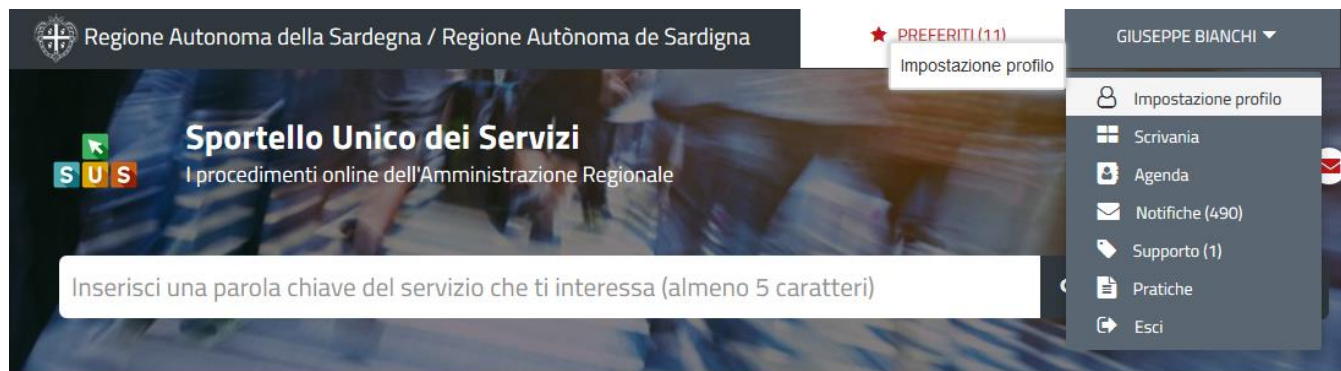 Regione Autonoma della Sardegna / Regione Autònoma de Sardigna
PREFERITI (11)
GIUSEPPE BIANCHI
Impostazione profilo
Impostazione profilo
Scrivania
Agenda
Notifiche (490)
Supporto (1)
Pratiche
Esci
SUS
Sportello Unico dei Servizi
I procedimenti online dell'Amministrazione Regionale
Inserisci una parola chiave del servizio che ti interessa (almeno 5 caratteri)